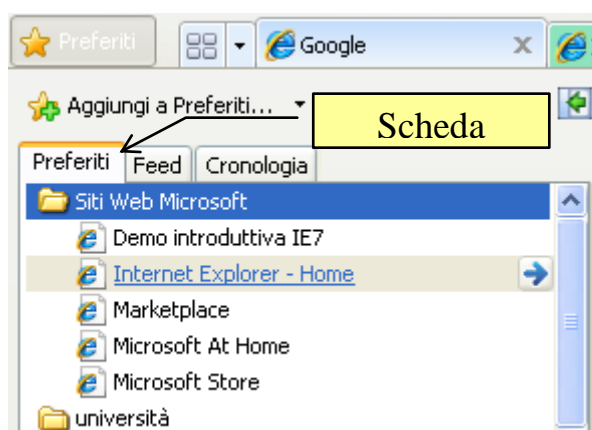 Preferiti
Google
Aggiungi a Preferiti...
Scheda
Preferiti Feed Cronologia
Siti Web Microsoft
Demo introduttiva IE7
Internet Explorer - Home
Marketplace
Microsoft At Home
Microsoft Store
università